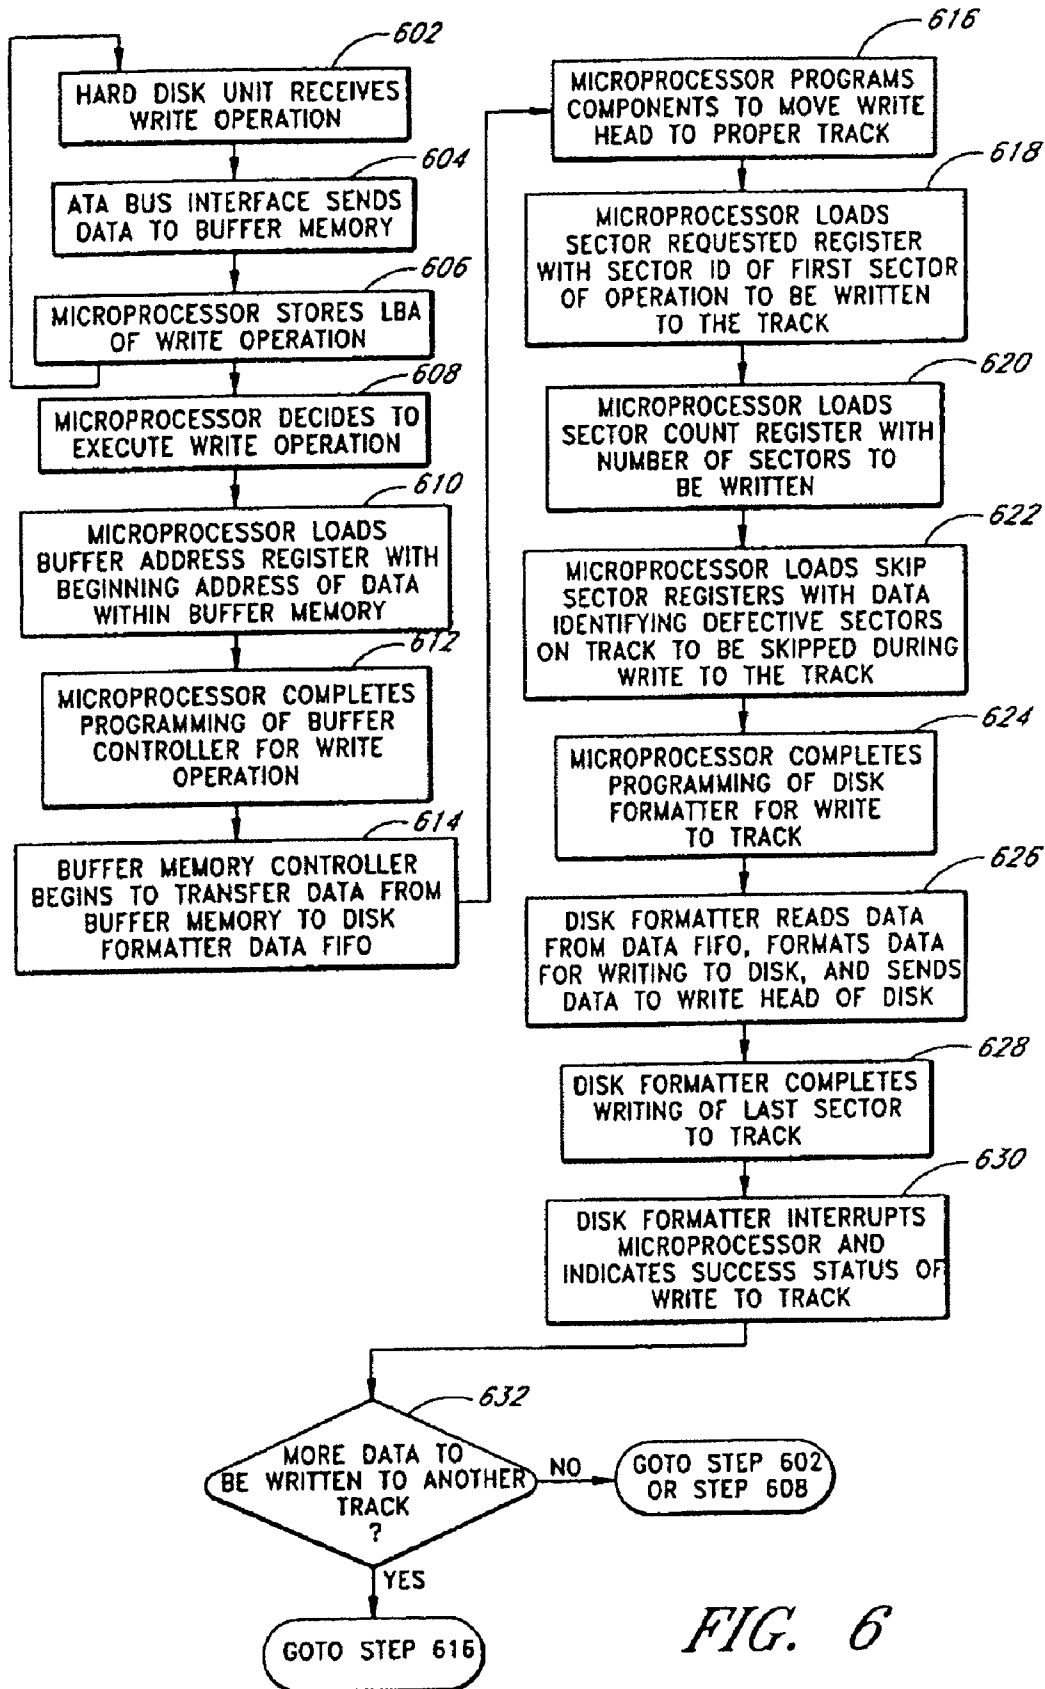 602
HARD DISK UNIT RECEIVES
WRITE OPERATION
604
ATA BUS INTERFACE SENDS
DATA TO BUFFER MEMORY
606
MICROPROCESSOR STORES LBA
OF WRITE OPERATION
608
MICROPROCESSOR DECIDES TO
EXECUTE WRITE OPERATION
610
MICROPROCESSOR LOADS
BUFFER ADDRESS REGISTER WITH
BEGINNING ADDRESS OF DATA
WITHIN BUFFER MEMORY
612
MICROPROCESSOR COMPLETES
PROGRAMMING OF BUFFER
CONTROLLER FOR WRITE
OPERATION
614
BUFFER MEMORY CONTROLLER
BEGINS TO TRANSFER DATA FROM
BUFFER MEMORY TO DISK
FORMATTER DATA FIFO
616
MICROPROCESSOR PROGRAMS
COMPONENTS TO MOVE WRITE
HEAD TO PROPER TRACK
618
MICROPROCESSOR LOADS
SECTOR REQUESTED REGISTER
WITH SECTOR ID OF FIRST SECTOR
OF OPERATION TO BE WRITTEN
TO THE TRACK
620
MICROPROCESSOR LOADS
SECTOR COUNT REGISTER WITH
NUMBER OF SECTORS TO
BE WRITTEN
622
MICROPROCESSOR LOADS SKIP
SECTOR REGISTERS WITH DATA
IDENTIFYING DEFECTIVE SECTORS
ON TRACK TO BE SKIPPED DURING
WRITE TO THE TRACK
624
MICROPROCESSOR COMPLETES
PROGRAMMING OF DISK
FORMATTER FOR WRITE
TO TRACK
626
DISK FORMATTER READS DATA
FROM DATA FIFO, FORMATS DATA
FOR WRITING TO DISK, AND SENDS
DATA TO WRITE HEAD OF DISK
628
DISK FORMATTER COMPLETES
WRITING OF LAST SECTOR
TO TRACK
630
DISK FORMATTER INTERRUPTS
MICROPROCESSOR AND
INDICATES SUCCESS STATUS OF
WRITE TO TRACK
632
MORE DATA TO
BE WRITTEN TO ANOTHER
TRACK
?
NO
GOTO STEP 602
OR STEP 608
YES
GOTO STEP 616
FIG. 6